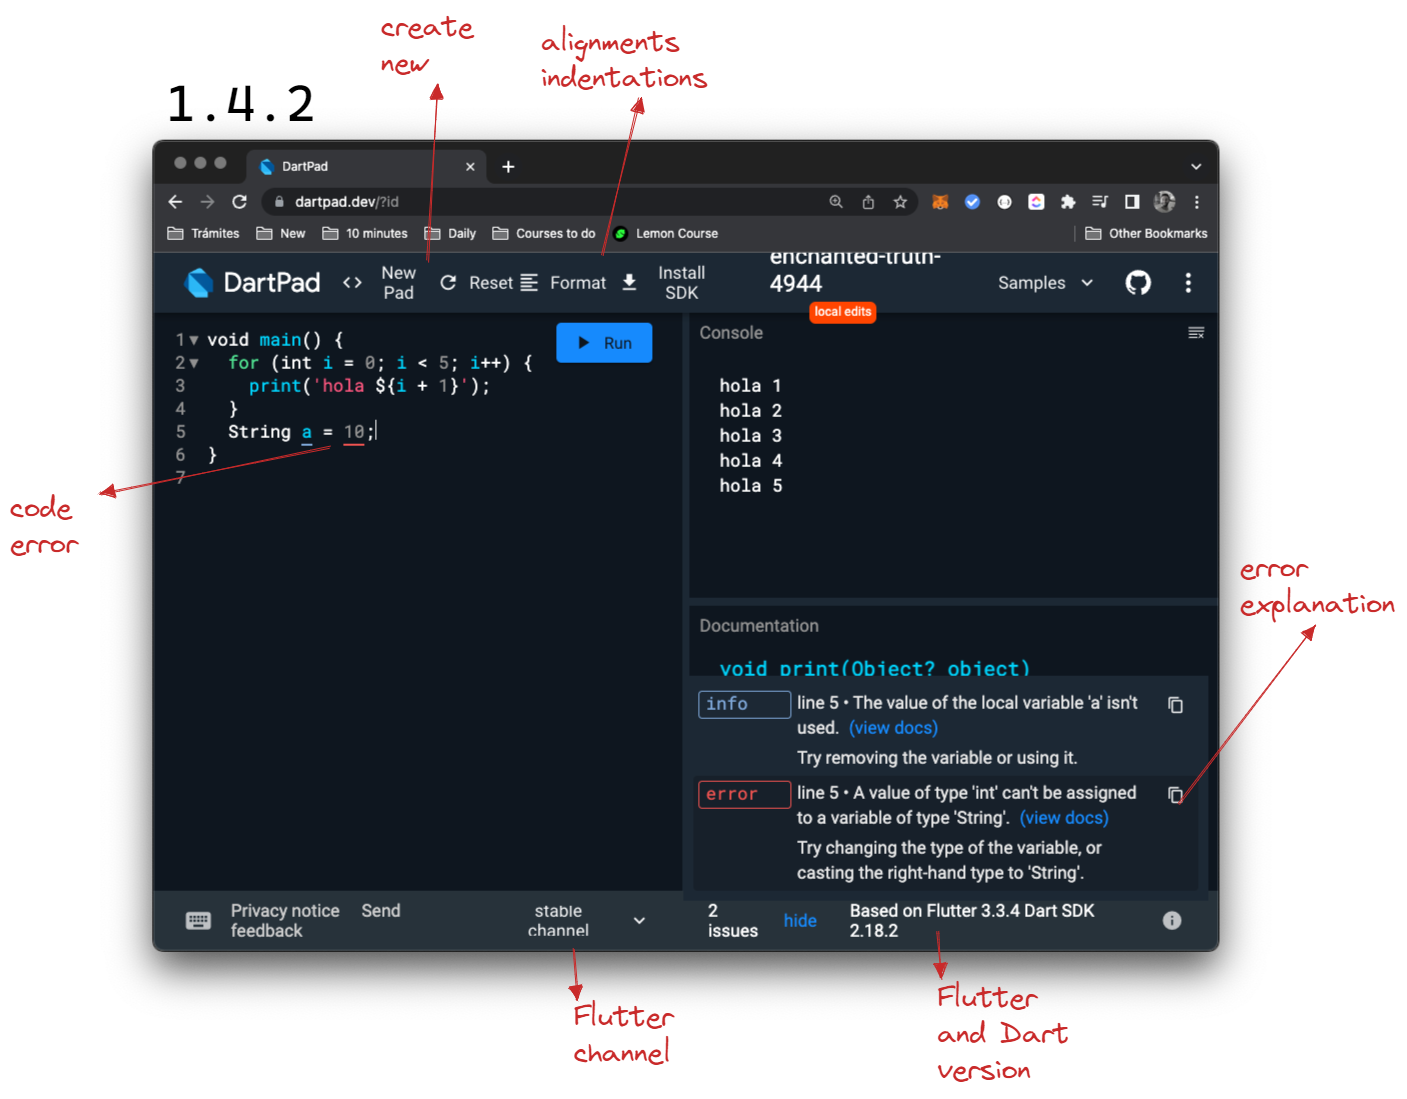 create
new
alignments
indentations
1.4.2
DartPad
dartpad.dev/?id
Trámites
New
10 minutes
Daily
Courses to do
Lemon Course
Other Bookmarks
DartPad
<> New
Pad
Reset
Format
Install
SDK
enchanted-truth-
4944
local edits
Samples
1 void main() {
2 for (int i = 0; i < 5; i++) {
3 print('hola ${i + 1}');
4 }
5 String a = 10;
6 }
7
Run
Console
hola 1
hola 2
hola 3
hola 4
hola 5
code
error
error
explanation
Documentation
void print(Object? object)
info
line 5 • The value of the local variable 'a' isn't
used. (view docs)
Try removing the variable or using it.
error
line 5 • A value of type 'int' can't be assigned
to a variable of type 'String'. (view docs)
Try changing the type of the variable, or
casting the right-hand type to 'String'.
Privacy notice
Send
feedback
stable
channel
2
issues
hide
Based on Flutter 3.3.4 Dart SDK
2.18.2
Flutter
channel
Flutter
and Dart
version